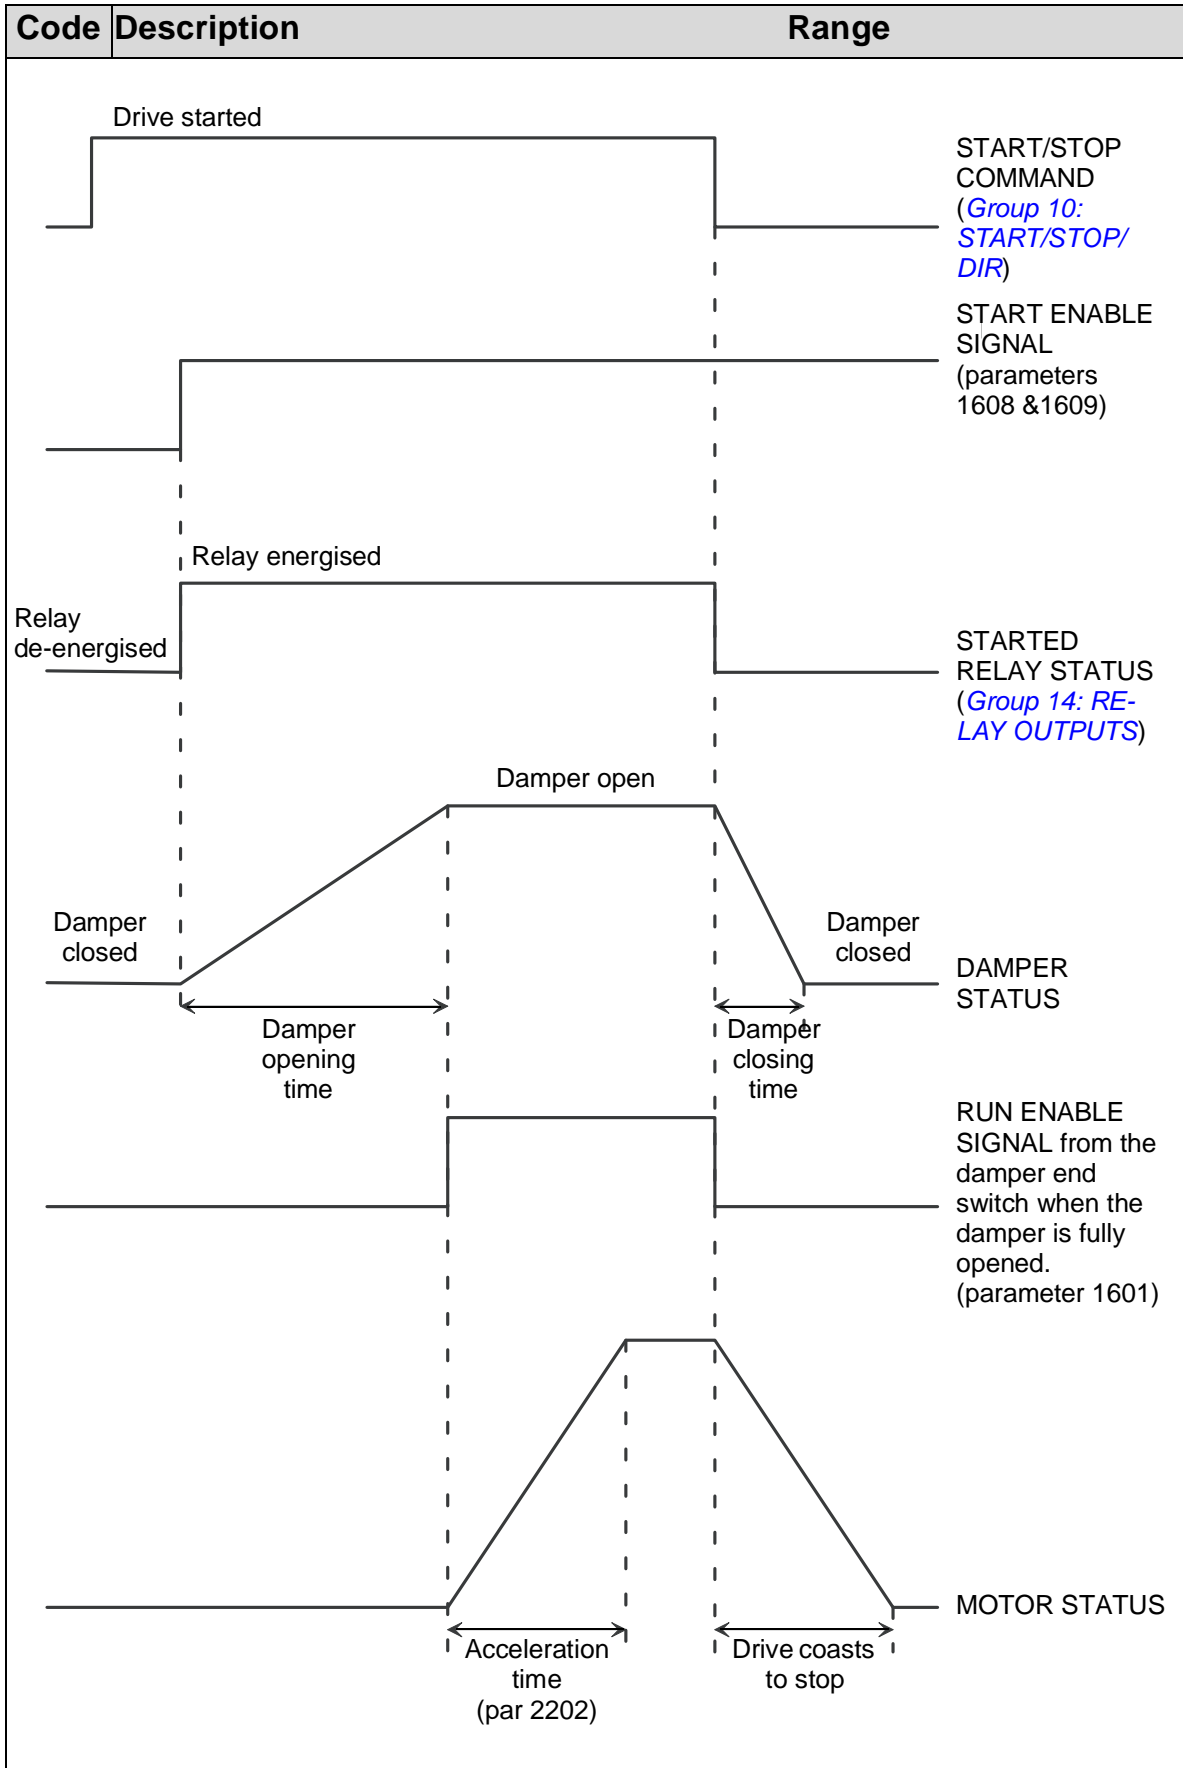 Code Description Range
Drive started
START/STOP
COMMAND
(Group 10:
START/STOP/
DIR)
START ENABLE
SIGNAL
(parameters
1608 &1609)
Relay energised
Relay
de-energised
STARTED
RELAY STATUS
(Group 14: RE-
LAY OUTPUTS)
Damper open
Damper
closed
Damper
closed
DAMPER
STATUS
Damper
opening
time
Damper
closing
time
RUN ENABLE
SIGNAL from the
damper end
switch when the
damper is fully
opened.
(parameter 1601)
MOTOR STATUS
Acceleration
time
(par 2202)
Drive coasts
to stop